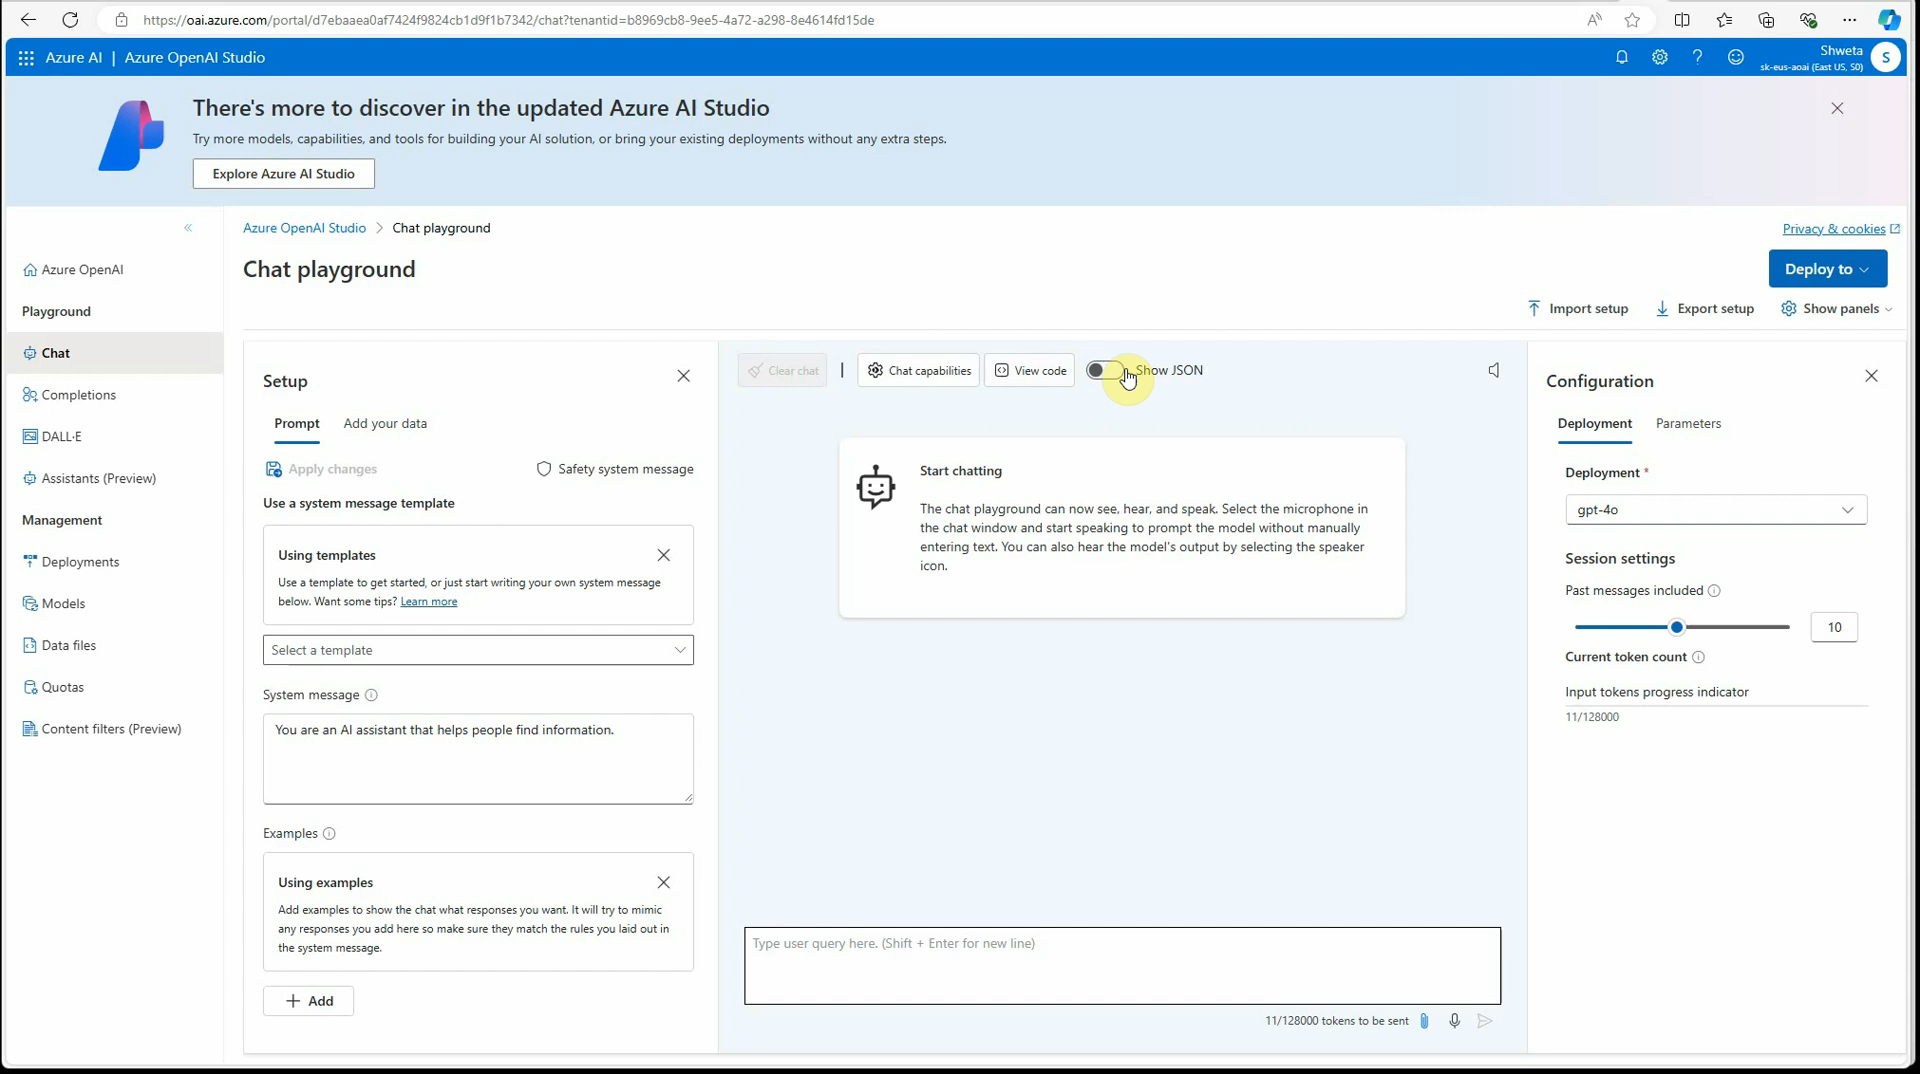 https://oai.azure.com/portal/d7ebaaea0af7424f9824cb1d9f1b7342/chat?tenantid=b8969cb8-9ee5-4a72-a298-8e4614fd15de
Azure AI | Azure OpenAI Studio
Shweta
sk-eus-aoai (East US, S0)
S
There's more to discover in the updated Azure AI Studio
Try more models, capabilities, and tools for building your AI solution, or bring your existing deployments without any extra steps.
Explore Azure AI Studio
Azure OpenAI
Playground
Chat
Completions
DALL·E
Assistants (Preview)
Management
Deployments
Models
Data files
Quotas
Content filters (Preview)
Azure OpenAI Studio > Chat playground
Privacy & cookies
Chat playground
Deploy to
Import setup
Export setup
Show panels
Setup
Prompt
Add your data
Apply changes
Safety system message
Use a system message template
Using templates
Use a template to get started, or just start writing your own system message
below. Want some tips? Learn more
Select a template
System message
You are an AI assistant that helps people find information.
Examples
Using examples
Add examples to show the chat what responses you want. It will try to mimic
any responses you add here so make sure they match the rules you laid out in
the system message.
+ Add
Clear chat
Chat capabilities
View code
Show JSON
Start chatting
The chat playground can now see, hear, and speak. Select the microphone in
the chat window and start speaking to prompt the model without manually
entering text. You can also hear the model's output by selecting the speaker
icon.
Type user query here. (Shift + Enter for new line)
11/128000 tokens to be sent
Configuration
Deployment
Parameters
Deployment *
gpt-4o
Session settings
Past messages included
10
Current token count
Input tokens progress indicator
11/128000